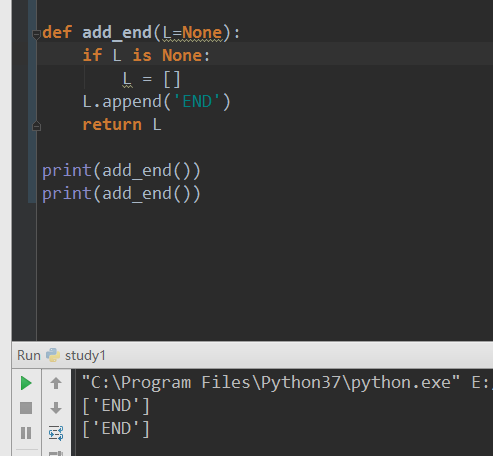 def add_end(L=None):
    if L is None:
        L = []
    L.append('END')
    return L
print(add_end())
print(add_end())
Run study1
"C:\Program Files\Python37\python.exe" E:
['END']
['END']